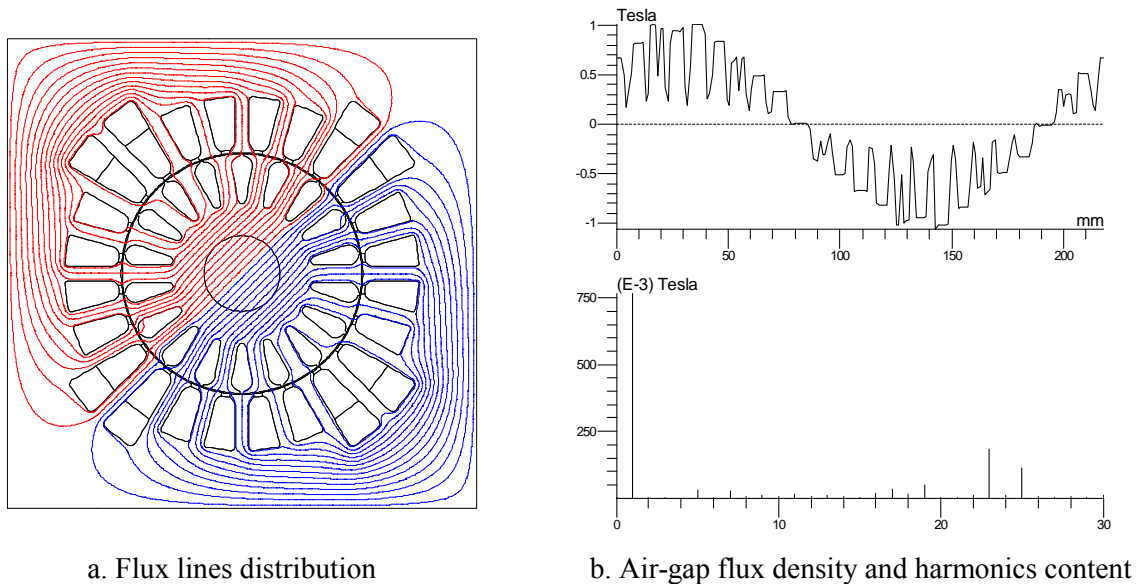 Tesla
1
0.5
0
-0.5
-1
mm
0 50 100 150 200
(E-3) Tesla
750
500
250
0 10 20 30
a. Flux lines distribution
b. Air-gap flux density and harmonics content